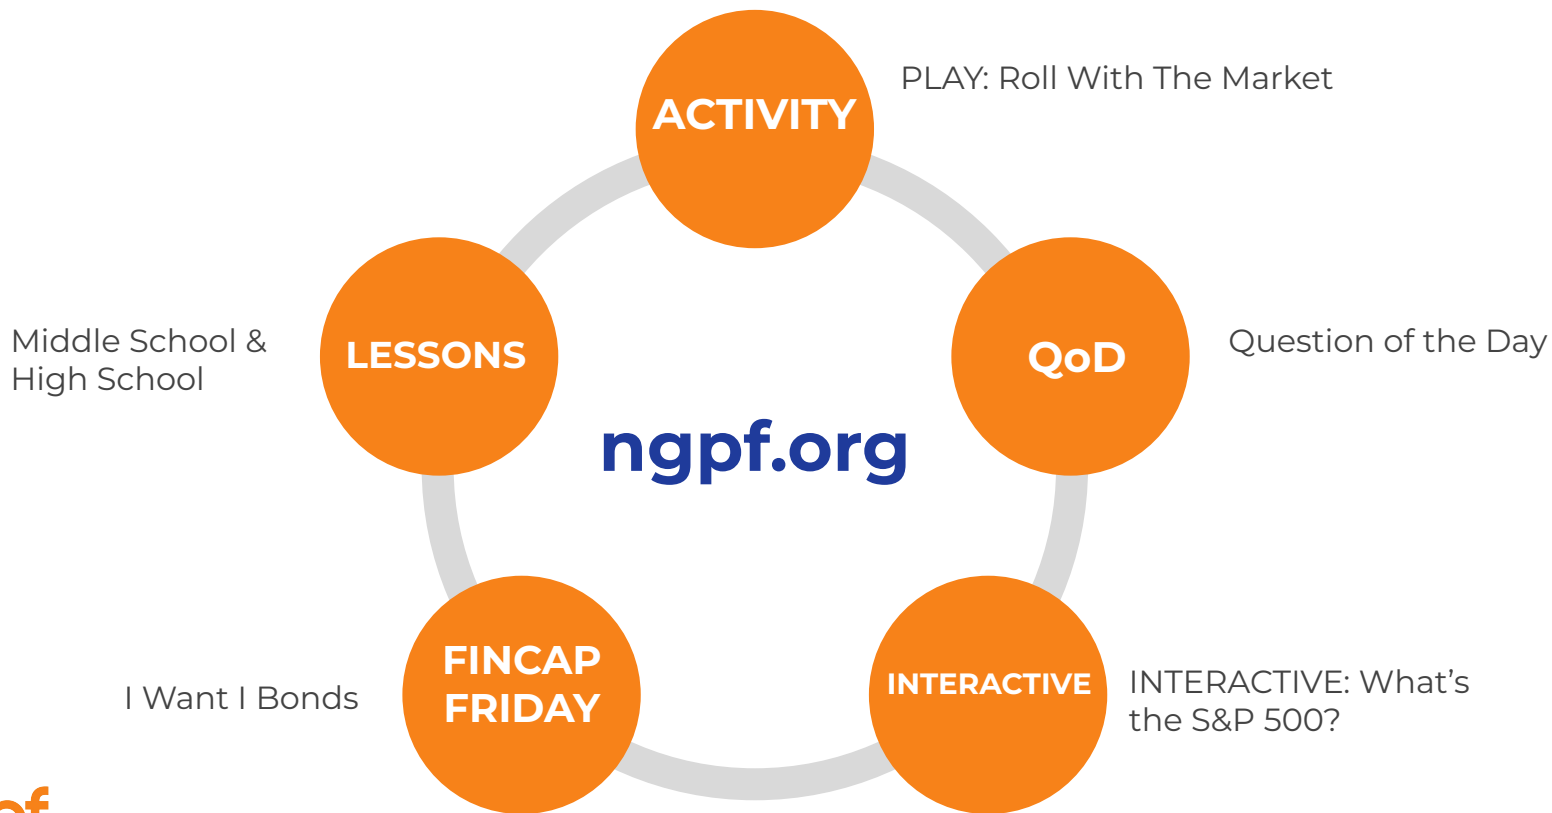 ACTIVITY
PLAY: Roll With The Market
QoD
Question of the Day
INTERACTIVE
INTERACTIVE: What's
the S&P 500?
FINCAP
FRIDAY
I Want I Bonds
LESSONS
Middle School &
High School
ngpf.org